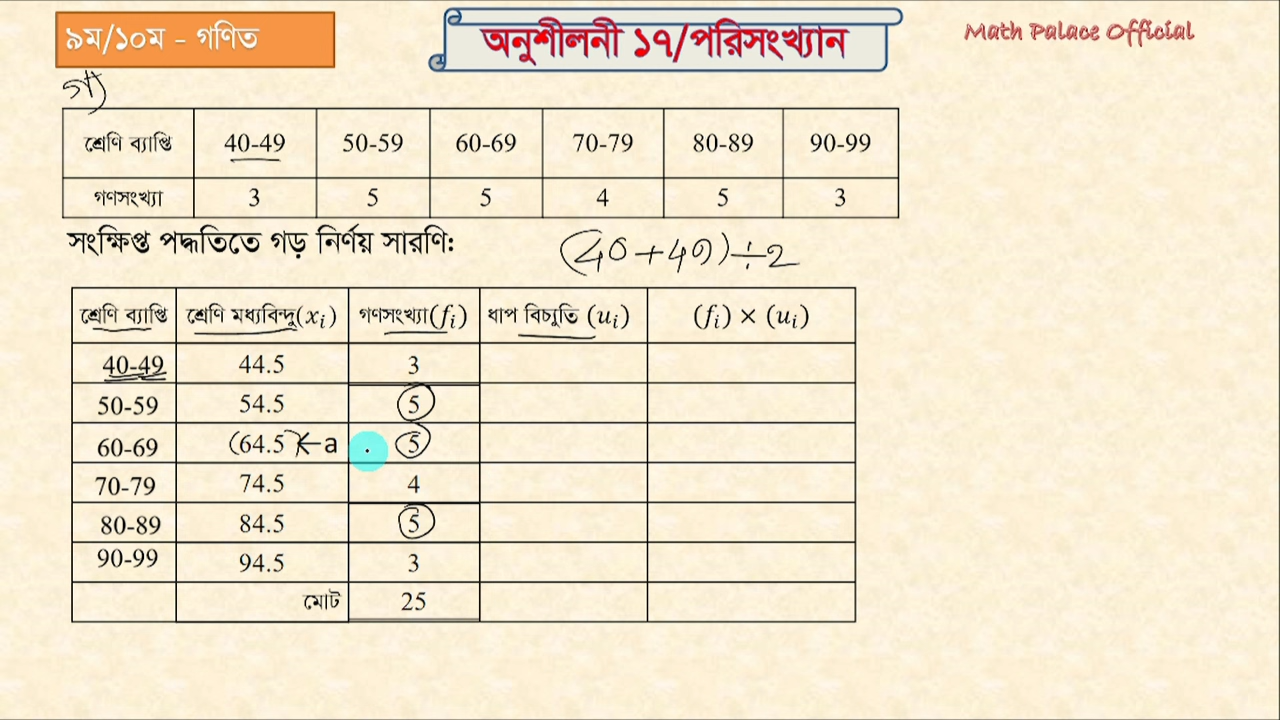 ৯ম/১০ম - গণিত
অনুশীলনী ১৭/পরিসংখ্যান
Math Palace Official
গ)
শ্রেণি ব্যাপ্তি 40-49 50-59 60-69 70-79 80-89 90-99
গণসংখ্যা 3 5 5 4 5 3
সংক্ষিপ্ত পদ্ধতিতে গড় নির্ণয় সারণি:
(40+49)÷2
শ্রেণি ব্যাপ্তি শ্রেণি মধ্যবিন্দু(xᵢ) গণসংখ্যা(fᵢ) ধাপ বিচ্যুতি (uᵢ) (fᵢ) × (uᵢ)
40-49 44.5 3
50-59 54.5 5
60-69 (64.5)←a 5
70-79 74.5 4
80-89 84.5 5
90-99 94.5 3
মোট 25